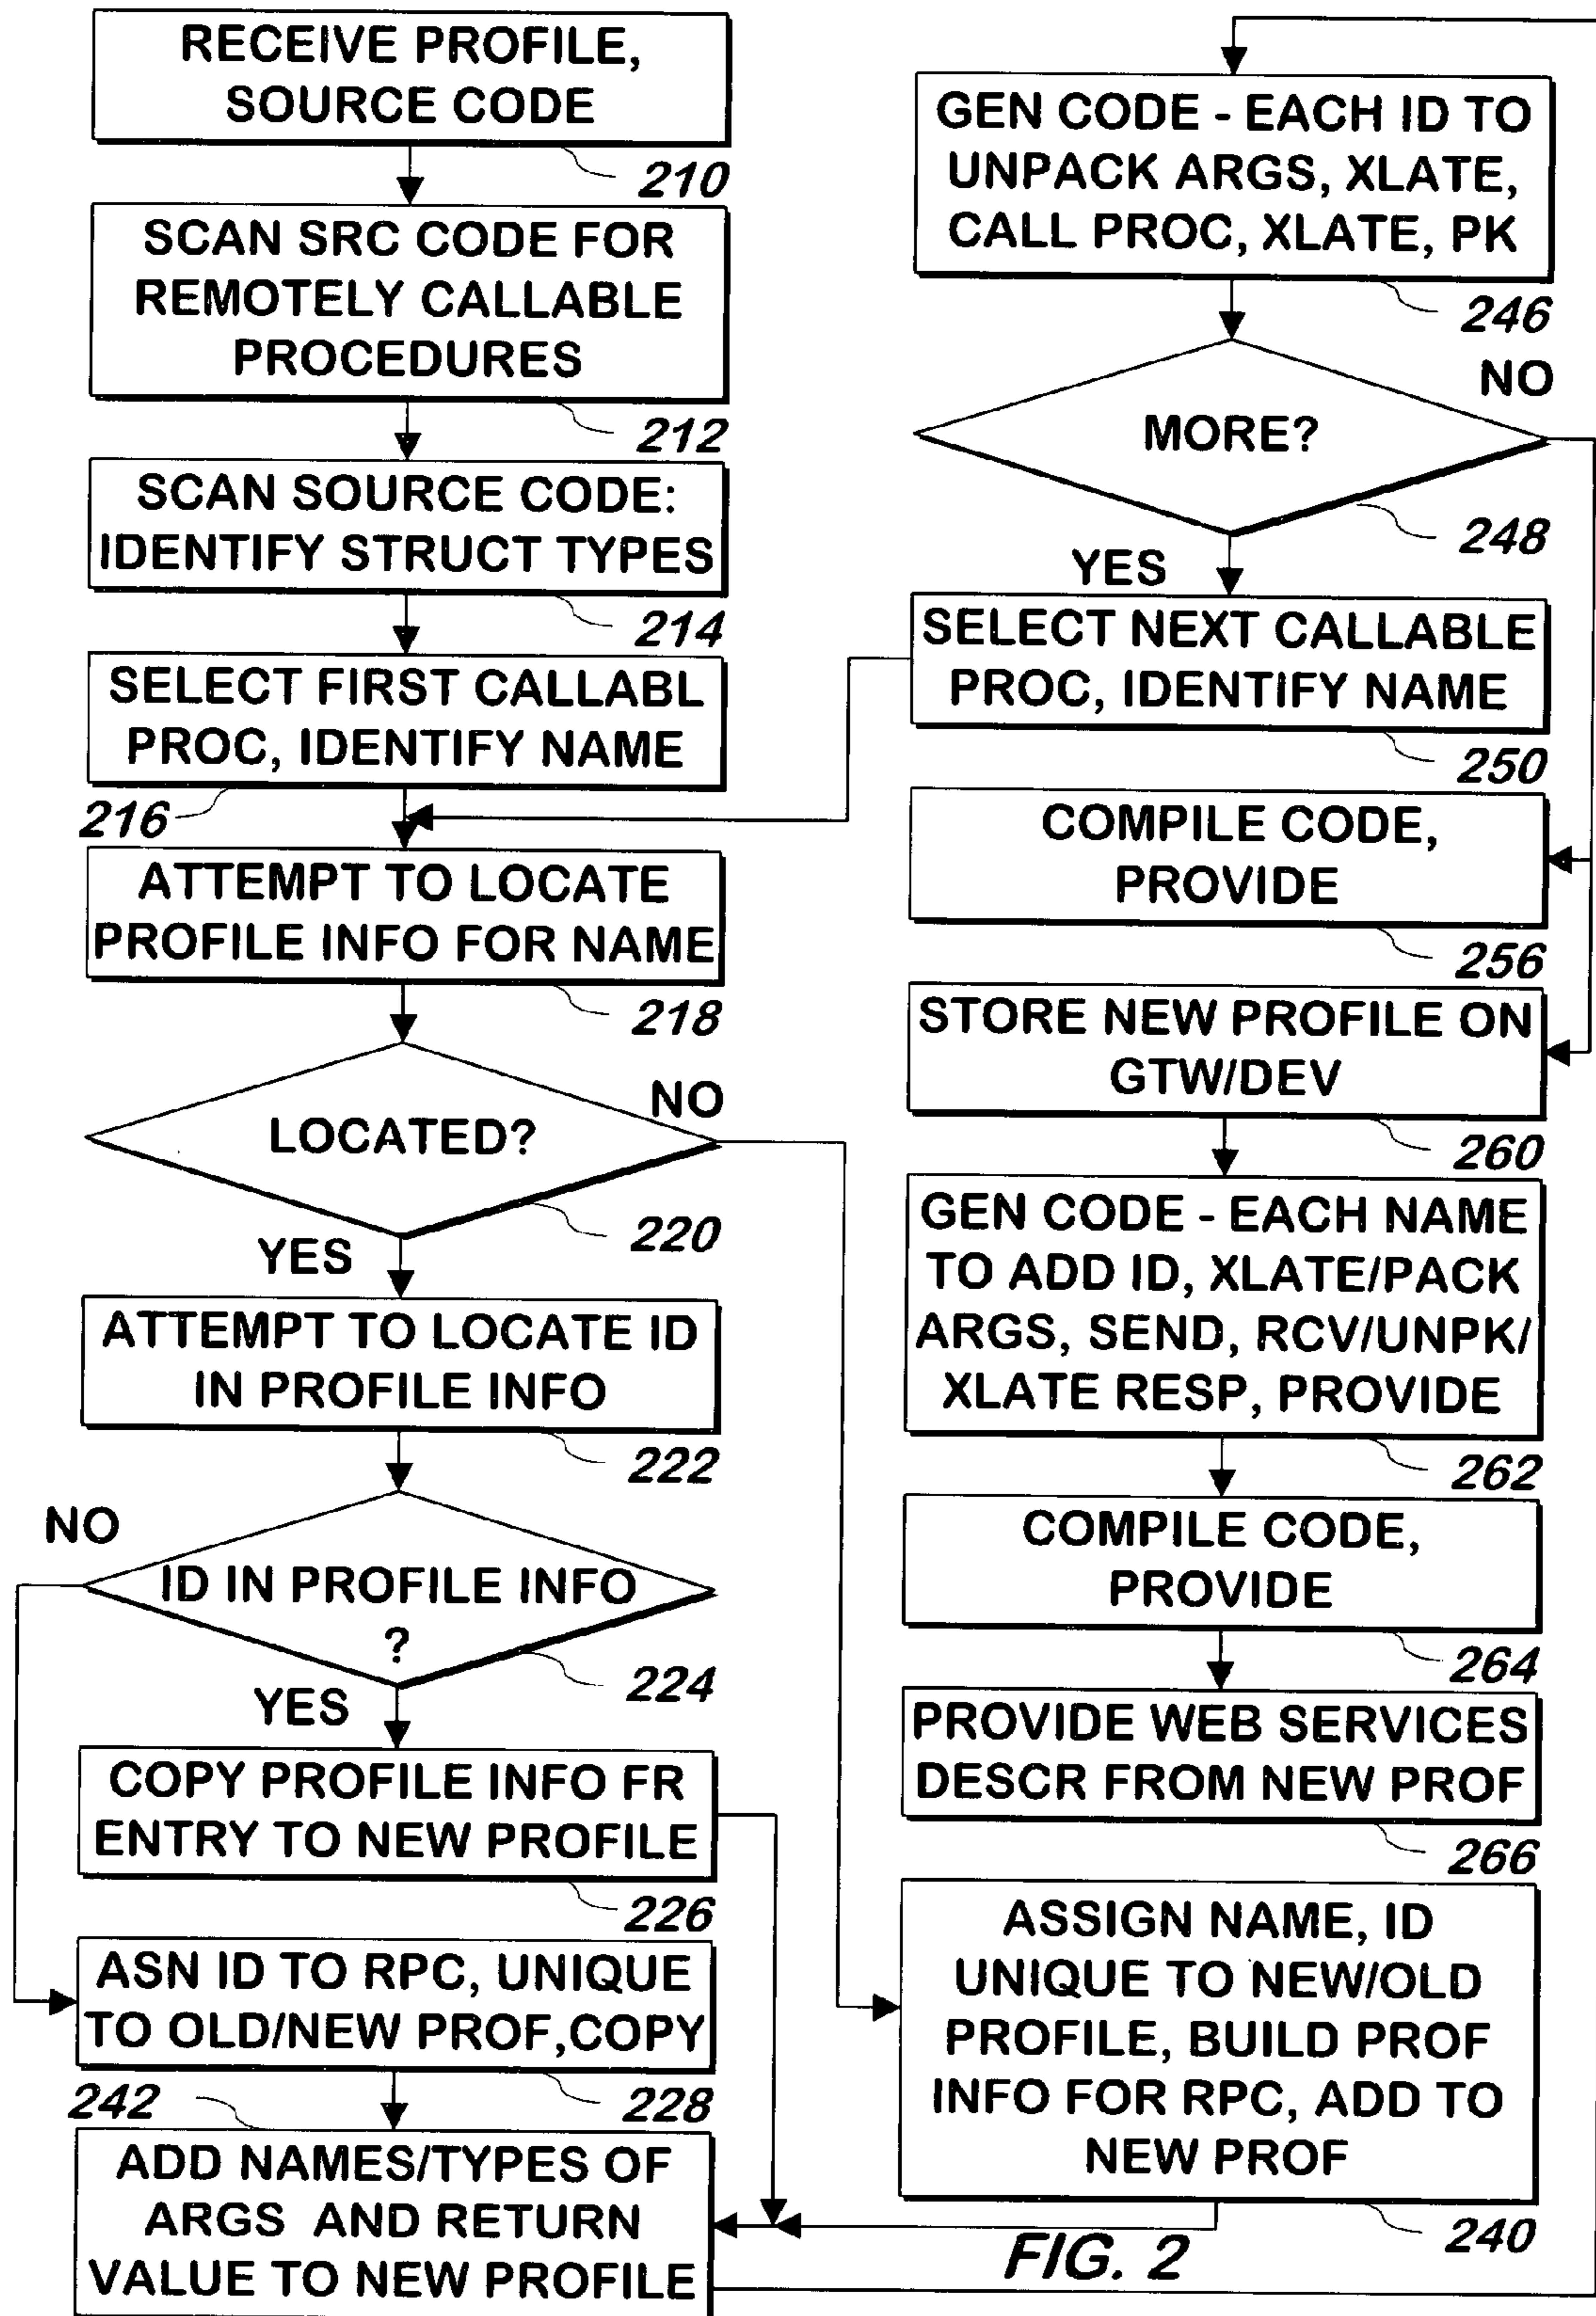 RECEIVE PROFILE,
SOURCE CODE
210
SCAN SRC CODE FOR
REMOTELY CALLABLE
PROCEDURES
212
SCAN SOURCE CODE:
IDENTIFY STRUCT TYPES
214
SELECT FIRST CALLABL
PROC, IDENTIFY NAME
216
ATTEMPT TO LOCATE
PROFILE INFO FOR NAME
218
LOCATED?
NO
220
YES
ATTEMPT TO LOCATE ID
IN PROFILE INFO
222
NO
ID IN PROFILE INFO
?
224
YES
COPY PROFILE INFO FR
ENTRY TO NEW PROFILE
226
ASN ID TO RPC, UNIQUE
TO OLD/NEW PROF,COPY
228
242
ADD NAMES/TYPES OF
ARGS AND RETURN
VALUE TO NEW PROFILE
GEN CODE - EACH ID TO
UNPACK ARGS, XLATE,
CALL PROC, XLATE, PK
246
NO
MORE?
248
YES
SELECT NEXT CALLABLE
PROC, IDENTIFY NAME
250
COMPILE CODE,
PROVIDE
256
STORE NEW PROFILE ON
GTW/DEV
260
GEN CODE - EACH NAME
TO ADD ID, XLATE/PACK
ARGS, SEND, RCV/UNPK/
XLATE RESP, PROVIDE
262
COMPILE CODE,
PROVIDE
264
PROVIDE WEB SERVICES
DESCR FROM NEW PROF
266
ASSIGN NAME, ID
UNIQUE TO NEW/OLD
PROFILE, BUILD PROF
INFO FOR RPC, ADD TO
NEW PROF
240
FIG. 2